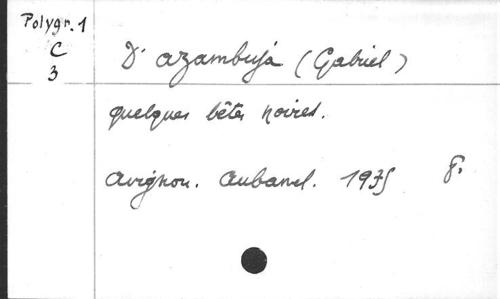 Polygr. 1
C
3
D'azambuja (Gabriel)
quelques bêtes noires.
Avignon. Aubanel. 1935 8°